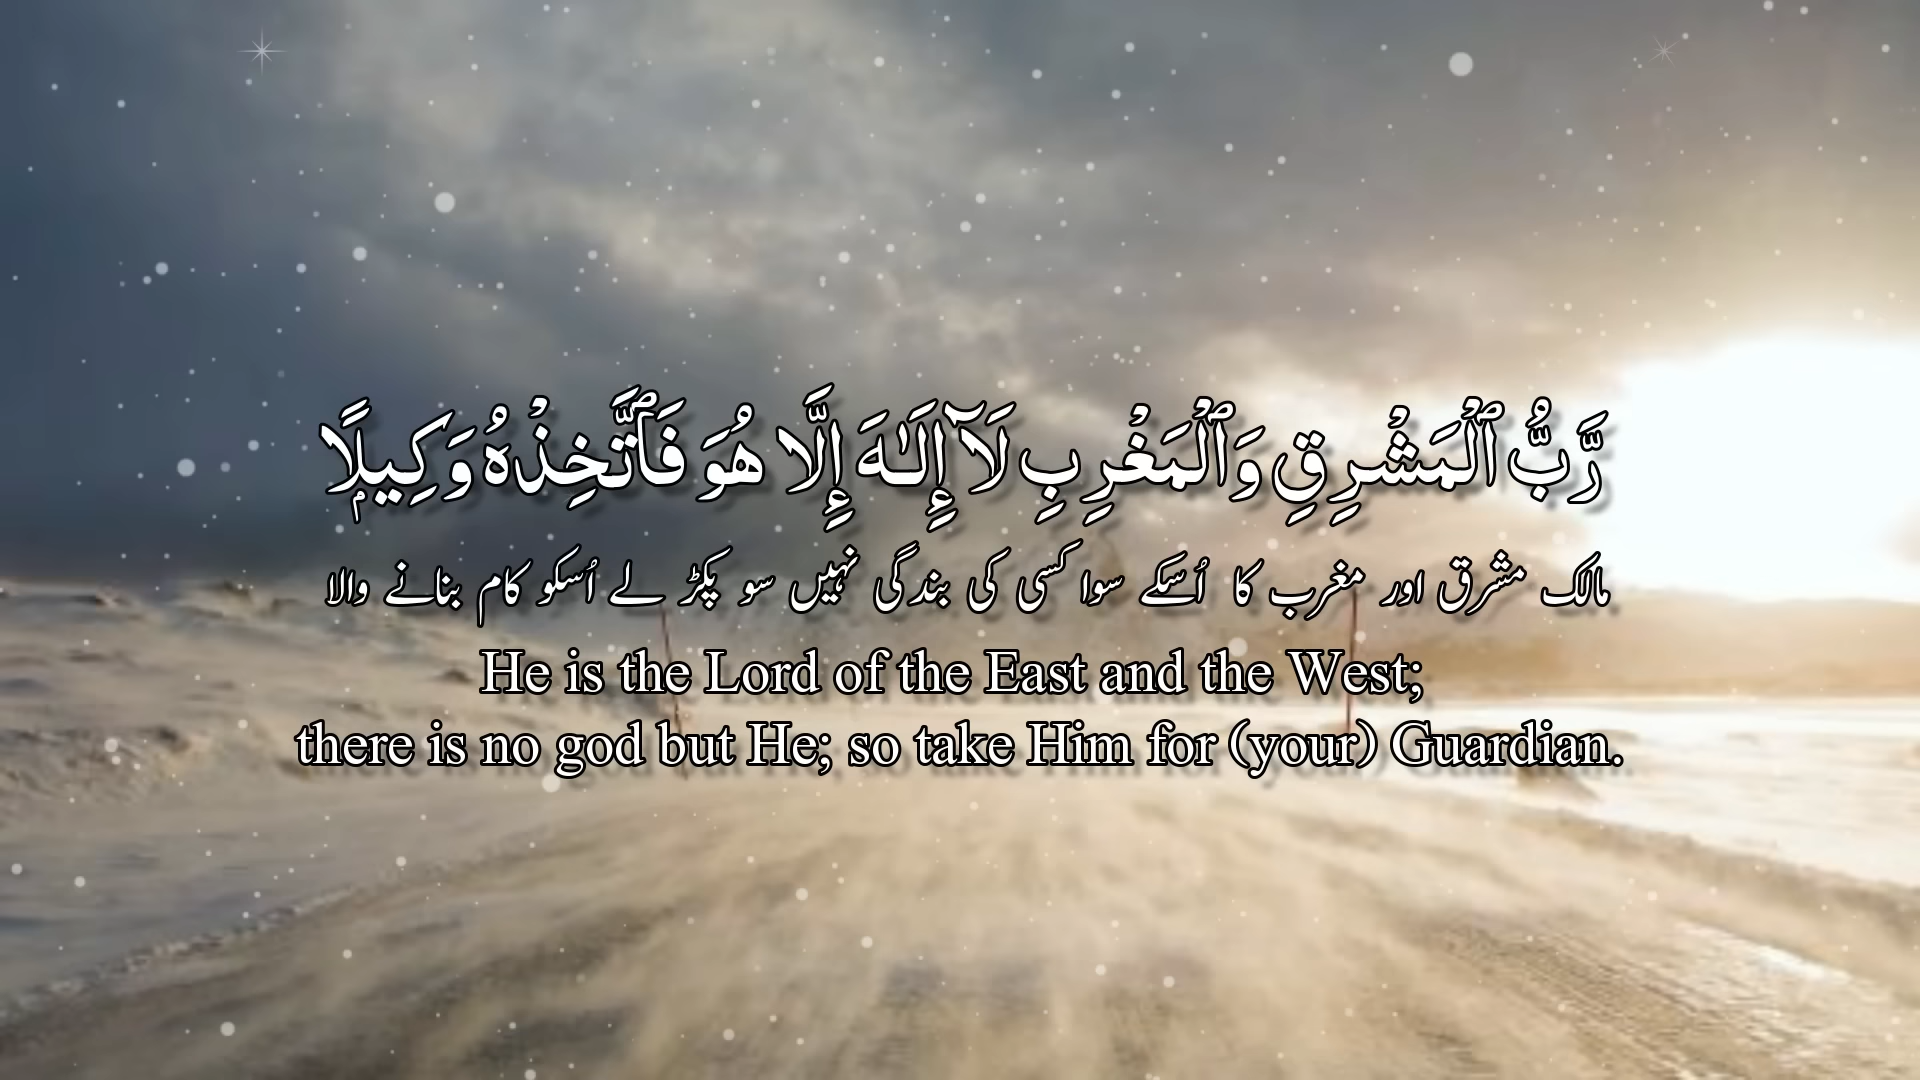 رَّبُّ ٱلْمَشْرِقِ وَٱلْمَغْرِبِ لَآ إِلَـٰهَ إِلَّا هُوَ فَٱتَّخِذْهُ وَكِيلًا
مالک مشرق اور مغرب کا اُسکے سوا کسی کی بندگی نہیں سو پکڑ لے اُسکو کام بنانے والا
He is the Lord of the East and the West;
there is no god but He; so take Him for (your) Guardian.